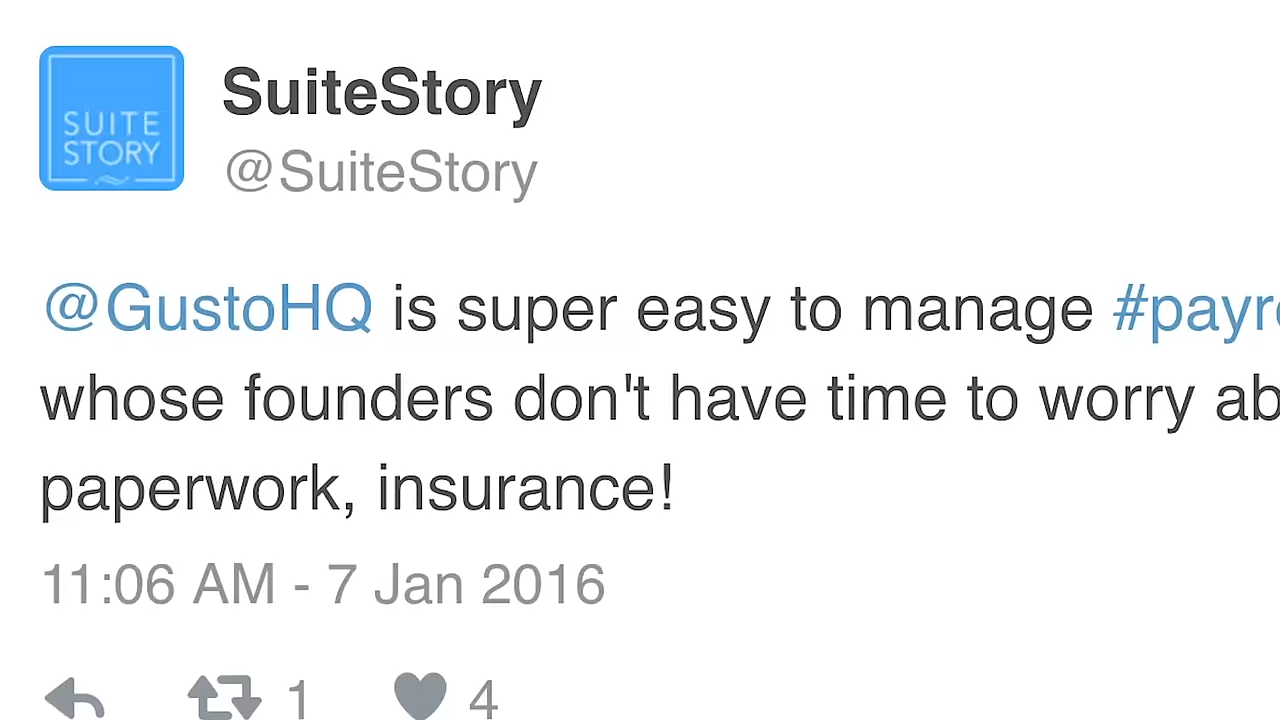 SUITE
STORY
SuiteStory
@SuiteStory
@GustoHQ is super easy to manage
whose founders don't have time to worry
paperwork, insurance!
11:06 AM - 7 Jan 2016
1 4